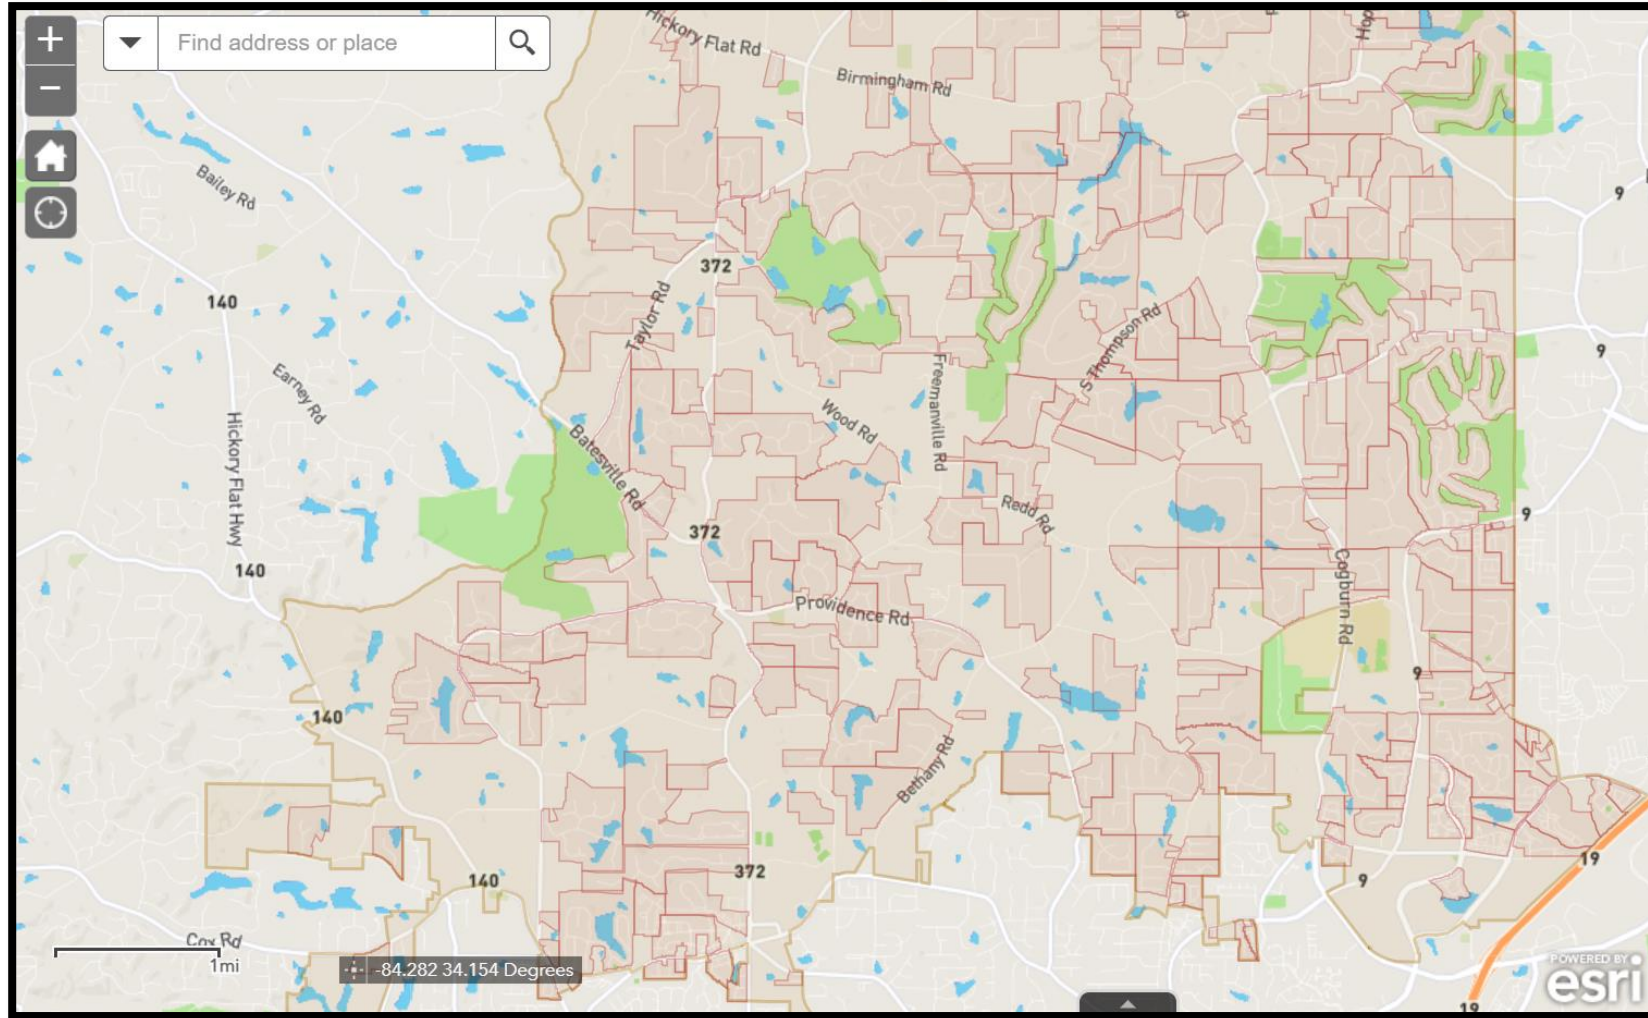 +
Find address or place
−
Hickory Flat Rd
Birmingham Rd
Bailey Rd
9
372
140
Taylor Rd
S Thompson Rd
9
Earney Rd
Freemanville Rd
Wood Rd
Hickory Flat Hwy
Batesville Rd
Redd Rd
9
372
140
Cogburn Rd
Providence Rd
9
140
Bethany Rd
19
372
140
9
Cox Rd
1mi
-84.282 34.154 Degrees
POWERED BY
esri
19